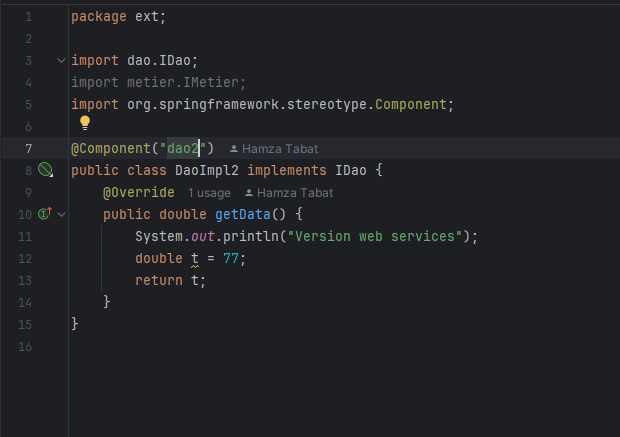 1 package ext;
2
3 import dao.IDao;
4 import metier.IMetier;
5 import org.springframework.stereotype.Component;
6
7 @Component("dao2") Hamza Tabat
8 public class DaoImpl2 implements IDao {
9 @Override 1 usage Hamza Tabat
10 public double getData() {
11 System.out.println("Version web services");
12 double t = 77;
13 return t;
14 }
15 }
16